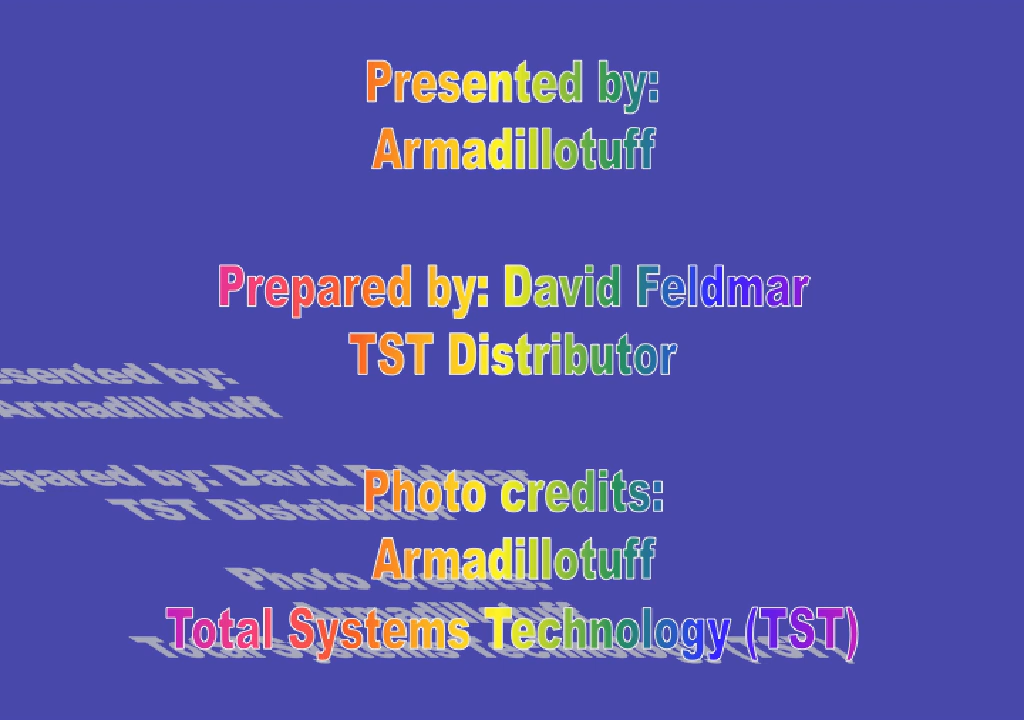 Presented by:
Armadillotuff
Prepared by: David Feldmar
TST Distributor
Photo credits:
Armadillotuff
Total Systems Technology (TST)